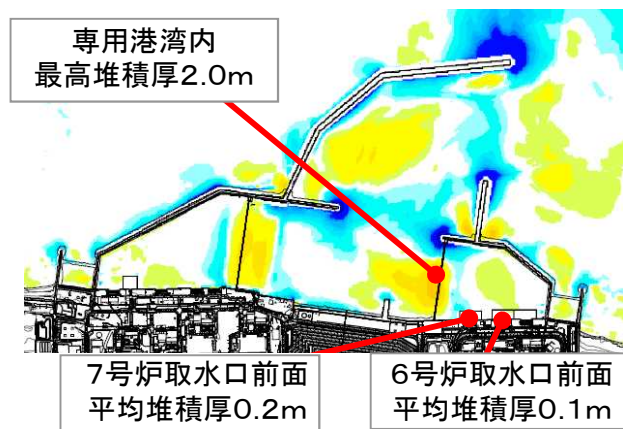 専用港湾内
最高堆積厚2.0m
7号炉取水口前面
平均堆積厚0.2m
6号炉取水口前面
平均堆積厚0.1m